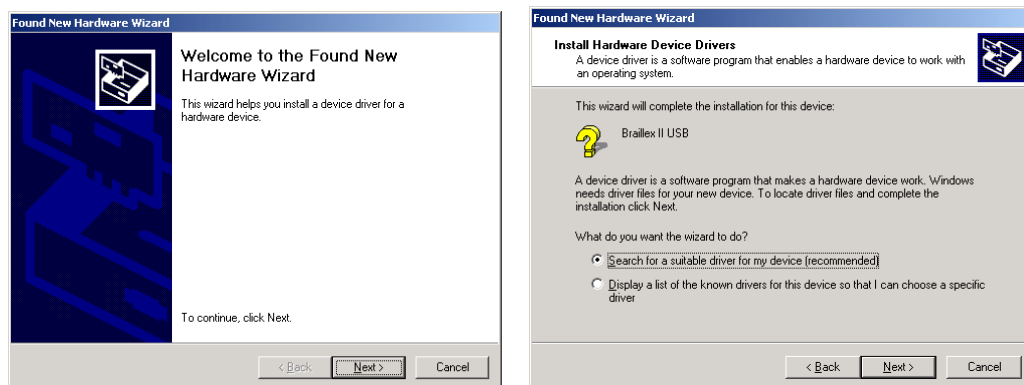 Found New Hardware Wizard
Welcome to the Found New
Hardware Wizard
This wizard helps you install a device driver for a
hardware device.
To continue, click Next.
< Back
Next >
Cancel
Found New Hardware Wizard
Install Hardware Device Drivers
A device driver is a software program that enables a hardware device to work with
an operating system.
This wizard will complete the installation for this device:
Braillex II USB
A device driver is a software program that makes a hardware device work. Windows
needs driver files for your new device. To locate driver files and complete the
installation click Next.
What do you want the wizard to do?
Search for a suitable driver for my device (recommended)
Display a list of the known drivers for this device so that I can choose a specific
driver
< Back
Next >
Cancel